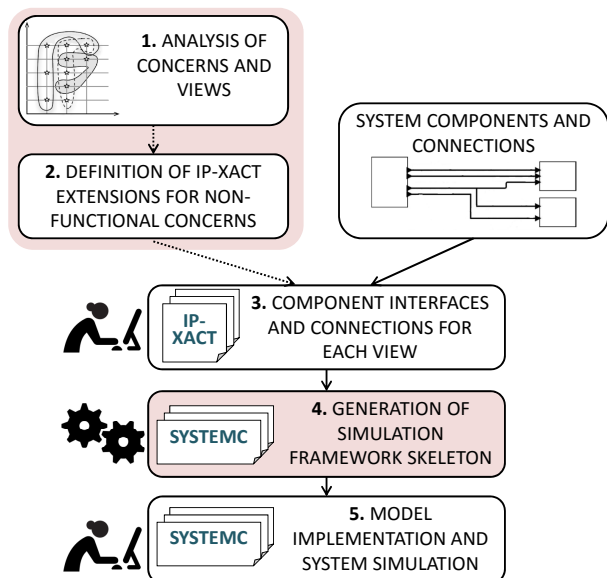 1. ANALYSIS OF
CONCERNS AND
VIEWS
2. DEFINITION OF IP-XACT
EXTENSIONS FOR NON-
FUNCTIONAL CONCERNS
SYSTEM COMPONENTS AND
CONNECTIONS
IP-
XACT
3. COMPONENT INTERFACES
AND CONNECTIONS FOR
EACH VIEW
SYSTEMC
4. GENERATION OF
SIMULATION
FRAMEWORK SKELETON
SYSTEMC
5. MODEL
IMPLEMENTATION AND
SYSTEM SIMULATION